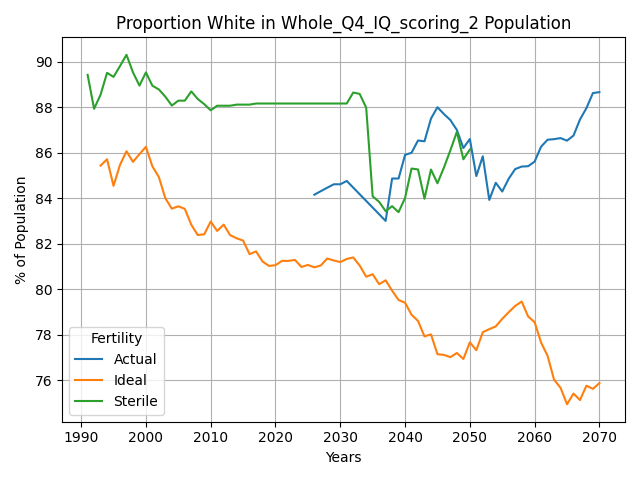 Proportion White in Whole_Q4_IQ_scoring_2 Population
% of Population
90
88
86
84
82
80
78
76
Fertility
Actual
Ideal
Sterile
1990 2000 2010 2020 2030 2040 2050 2060 2070
Years